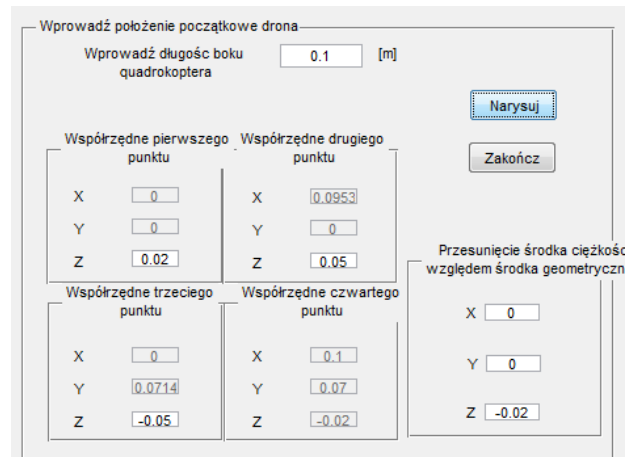 Wprowadź położenie początkowe drona
Wprowadź długośc boku
quadrokoptera
0.1
[m]
Narysuj
Zakończ
Współrzędne pierwszego
punktu
X 0
Y 0
Z 0.02
Współrzędne drugiego
punktu
X 0.0953
Y 0
Z 0.05
Współrzędne trzeciego
punktu
X 0
Y 0.0714
Z -0.05
Współrzędne czwartego
punktu
X 0.1
Y 0.07
Z -0.02
Przesunięcie środka ciężkośc
względem środka geometryczn
X 0
Y 0
Z -0.02